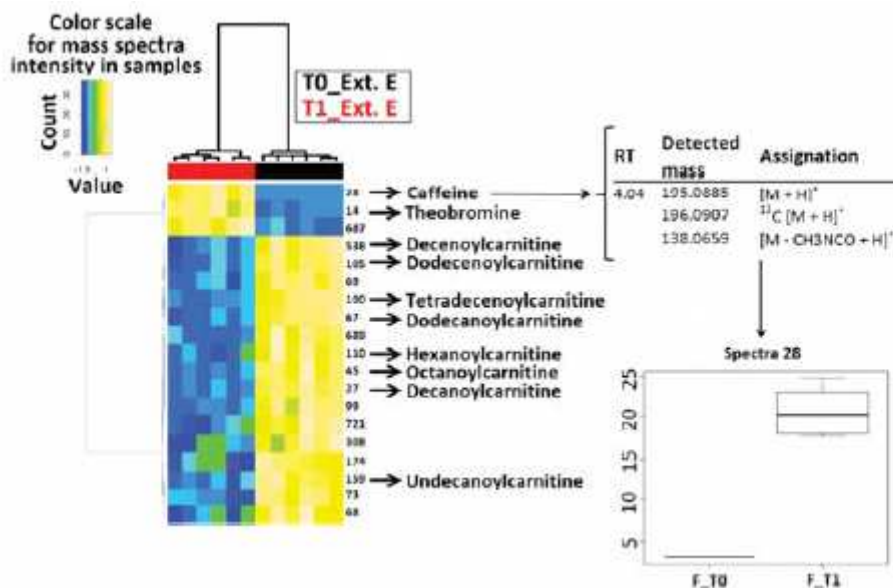 Color scale
for mass spectra
intensity in samples
Count
Value
T0_Ext. E
T1_Ext. E
28
14
687
538
105
69
190
67
689
110
45
27
99
721
308
174
159
73
68
Caffeine
Theobromine
Decenoylcarnitine
Dodecenoylcarnitine
Tetradecenoylcarnitine
Dodecanoylcarnitine
Hexanoylcarnitine
Octanoylcarnitine
Decanoylcarnitine
Undecanoylcarnitine
RT Detected mass Assignation
4.04 195.0885 [M + H]⁺
196.0907 ¹³C [M + H]⁺
138.0659 [M - CH3NCO + H]⁺
Spectra 28
25
20
15
10
5
F_T0 F_T1